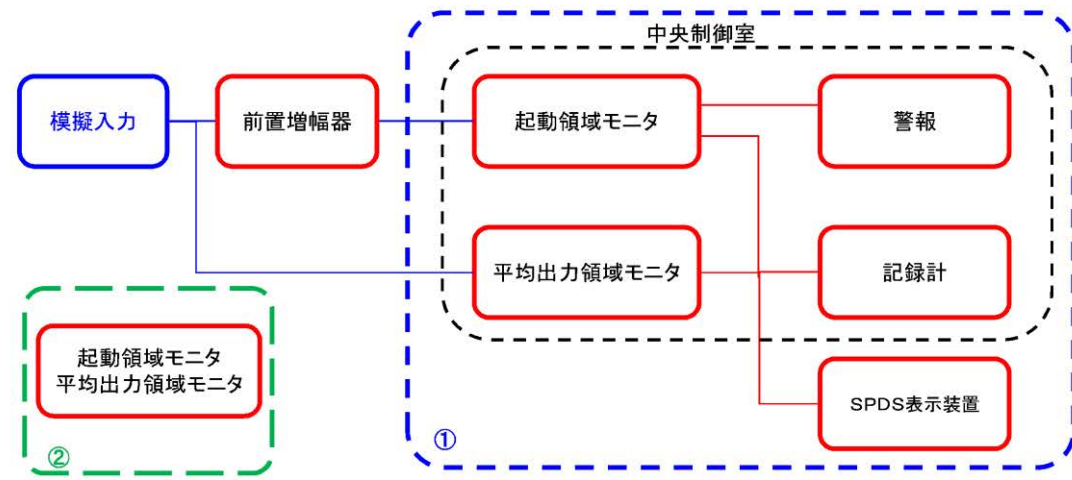 中央制御室
模擬入力
前置増幅器
起動領域モニタ
警報
平均出力領域モニタ
記録計
起動領域モニタ
平均出力領域モニタ
SPDS表示装置
①
②